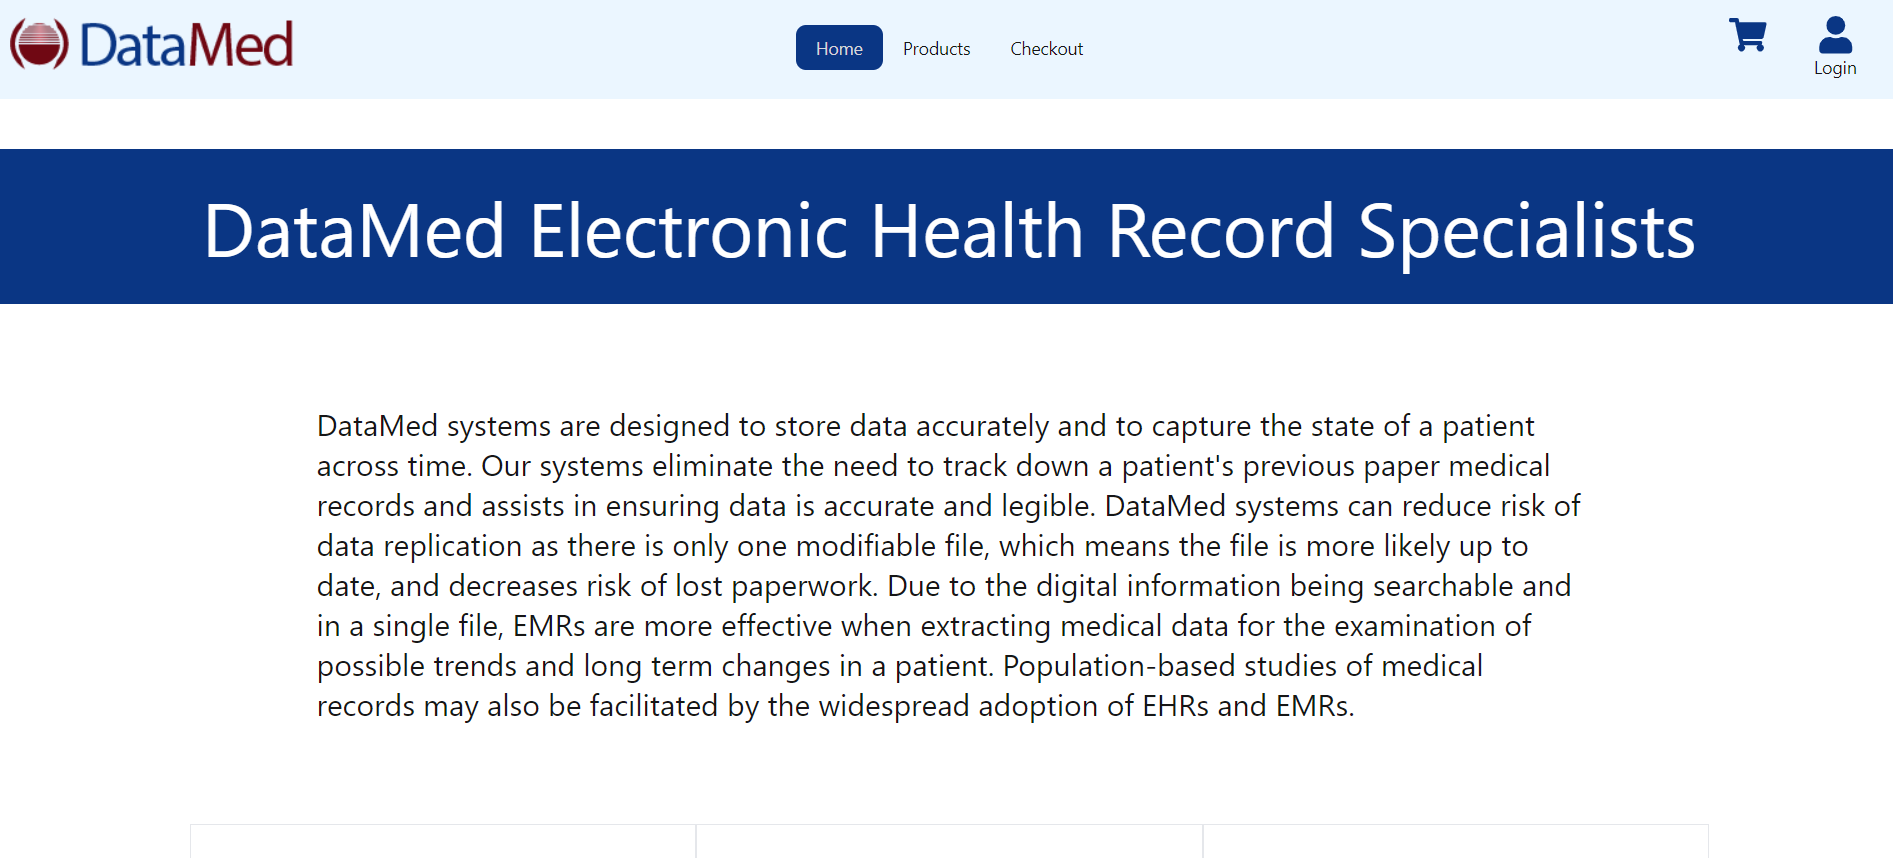 DataMed
Home
Products
Checkout
Login
DataMed Electronic Health Record Specialists
DataMed systems are designed to store data accurately and to capture the state of a patient
across time. Our systems eliminate the need to track down a patient's previous paper medical
records and assists in ensuring data is accurate and legible. DataMed systems can reduce risk of
data replication as there is only one modifiable file, which means the file is more likely up to
date, and decreases risk of lost paperwork. Due to the digital information being searchable and
in a single file, EMRs are more effective when extracting medical data for the examination of
possible trends and long term changes in a patient. Population-based studies of medical
records may also be facilitated by the widespread adoption of EHRs and EMRs.